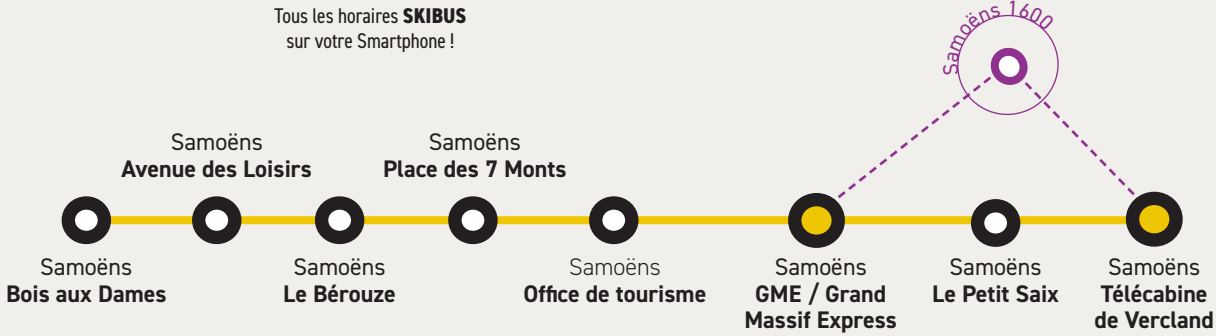 Tous les horaires SKIBUS
sur votre Smartphone !
Samoëns 1600
Samoëns
Avenue des Loisirs
Samoëns
Place des 7 Monts
Samoëns
Bois aux Dames
Samoëns
Le Bérouze
Samoëns
Office de tourisme
Samoëns
GME / Grand
Massif Express
Samoëns
Le Petit Saix
Samoëns
Télécabine
de Vercland